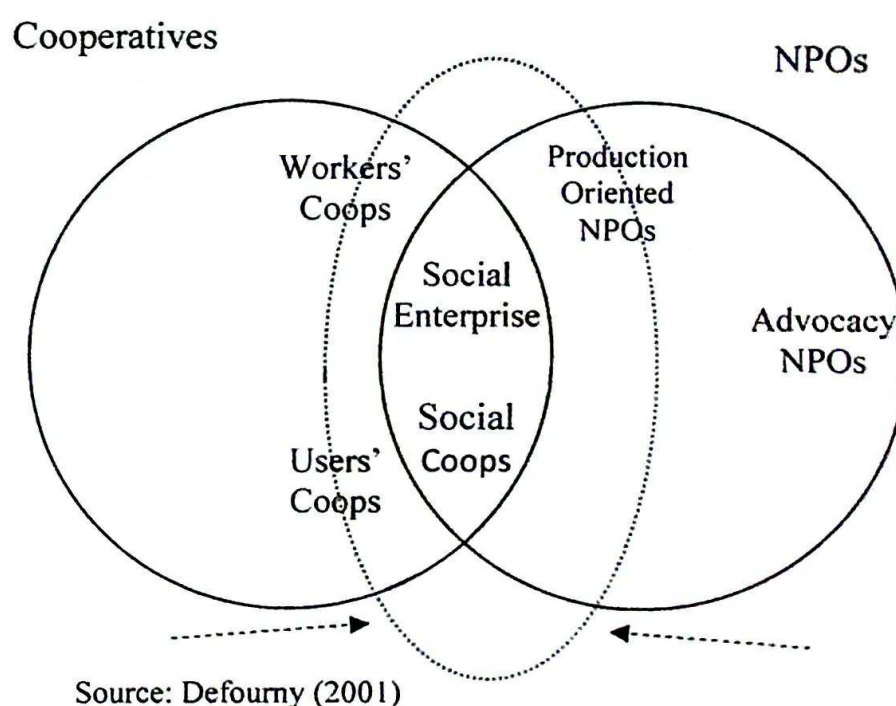 Cooperatives
NPOs
Workers'
Coops
Production
Oriented
NPOs
Social
Enterprise
Advocacy
NPOs
Social
Coops
Users'
Coops
Source: Defourny (2001)